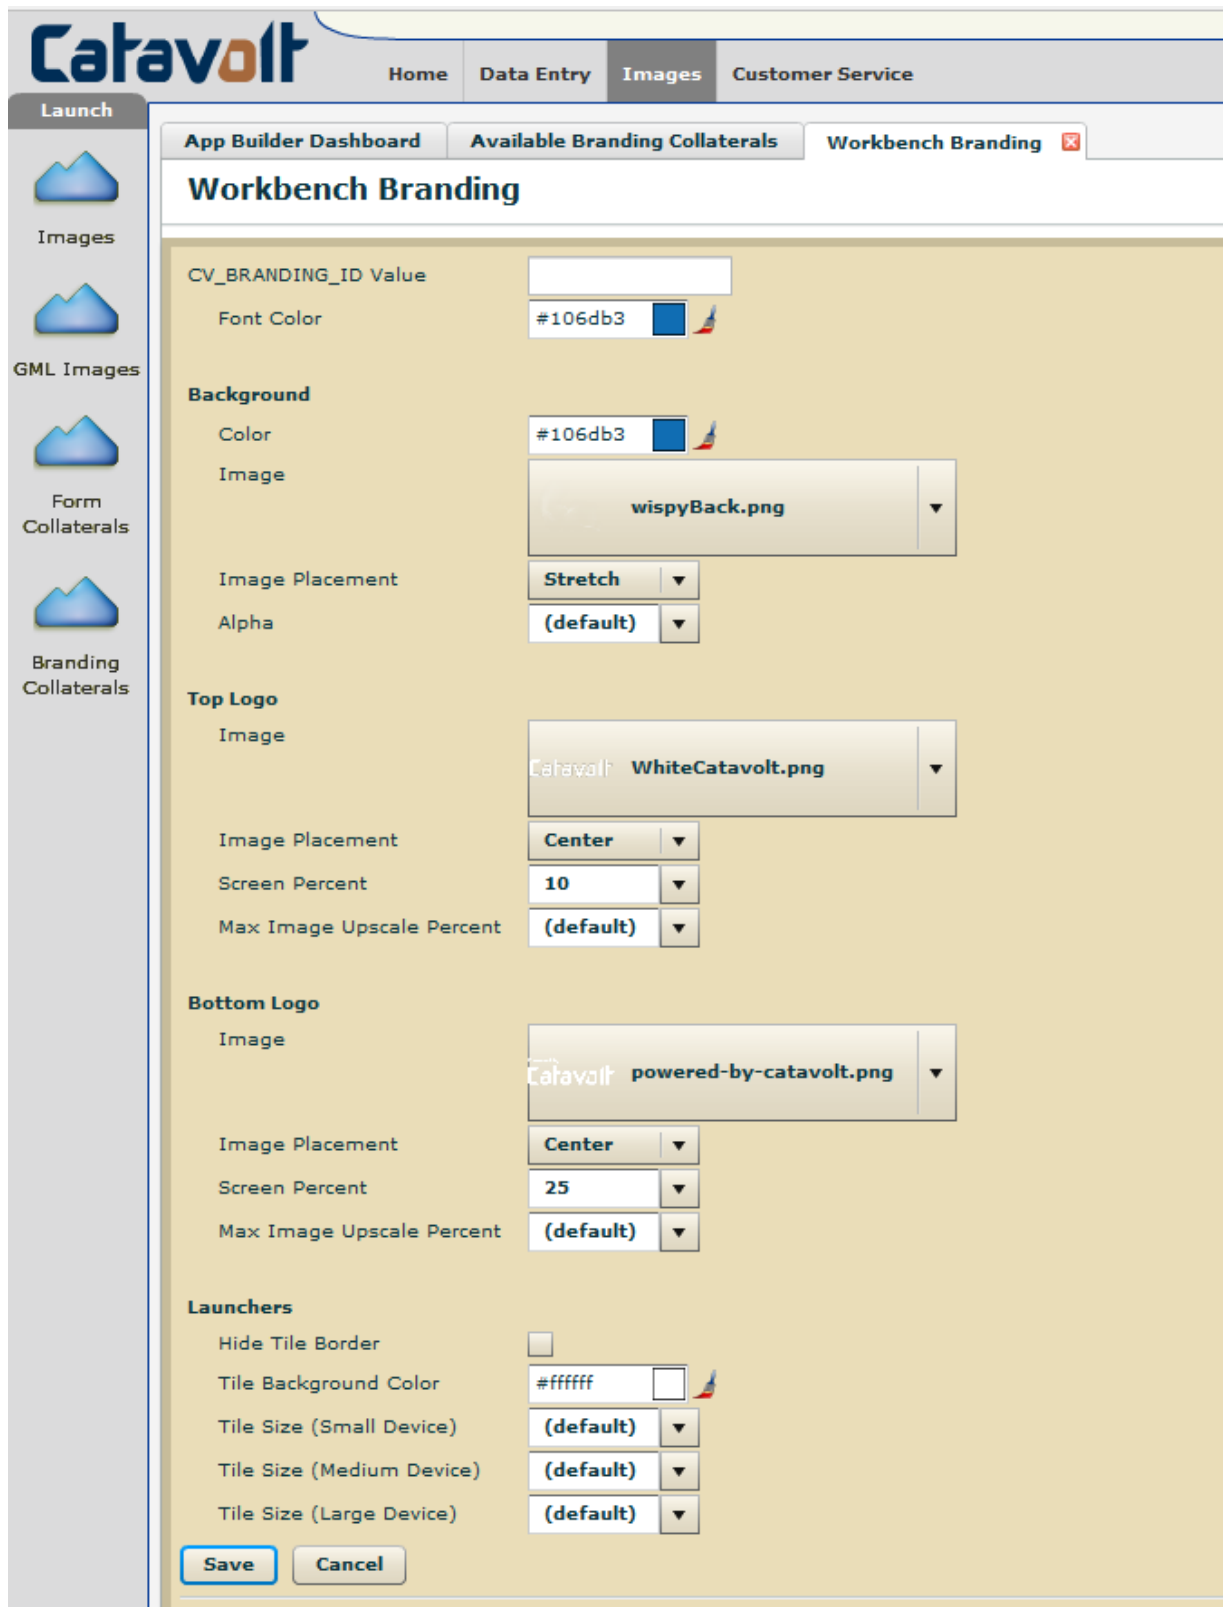 Catavolt
Home Data Entry Images Customer Service
Launch
Images
GML Images
Form
Collaterals
Branding
Collaterals
App Builder Dashboard Available Branding Collaterals Workbench Branding
Workbench Branding
CV_BRANDING_ID Value
Font Color #106db3
Background
Color #106db3
Image wispyBack.png
Image Placement Stretch
Alpha (default)
Top Logo
Image Catavolt WhiteCatavolt.png
Image Placement Center
Screen Percent 10
Max Image Upscale Percent (default)
Bottom Logo
Image Catavolt powered-by-catavolt.png
Image Placement Center
Screen Percent 25
Max Image Upscale Percent (default)
Launchers
Hide Tile Border
Tile Background Color #ffffff
Tile Size (Small Device) (default)
Tile Size (Medium Device) (default)
Tile Size (Large Device) (default)
Save Cancel